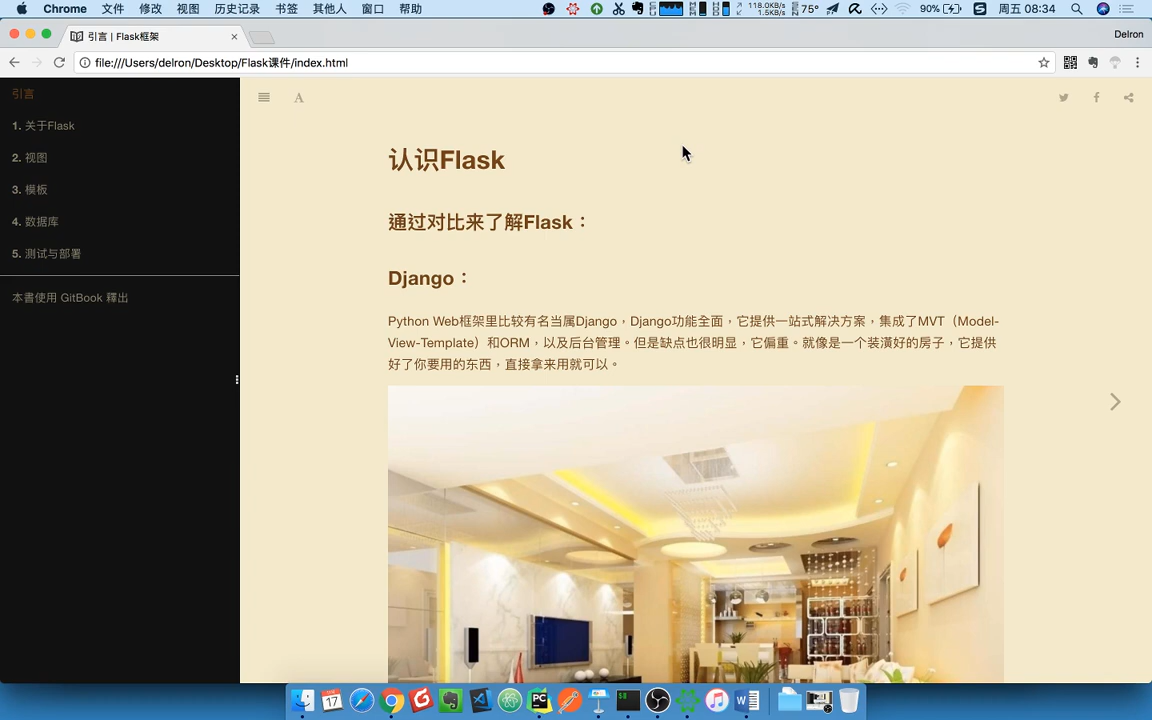 Chrome 文件 修改 视图 历史记录 书签 其他人 窗口 帮助
118.0KB/s
1.5KB/s
75°
90%
周五 08:34
引言 | Flask框架
Delron
file:///Users/delron/Desktop/Flask课件/index.html
引言
1. 关于Flask
2. 视图
3. 模板
4. 数据库
5. 测试与部署
本書使用 GitBook 釋出
A
认识Flask
通过对比来了解Flask：
Django：
Python Web框架里比较有名当属Django，Django功能全面，它提供一站式解决方案，集成了MVT（Model-
View-Template）和ORM，以及后台管理。但是缺点也很明显，它偏重。就像是一个装潢好的房子，它提供
好了你要用的东西，直接拿来用就可以。
17
PC